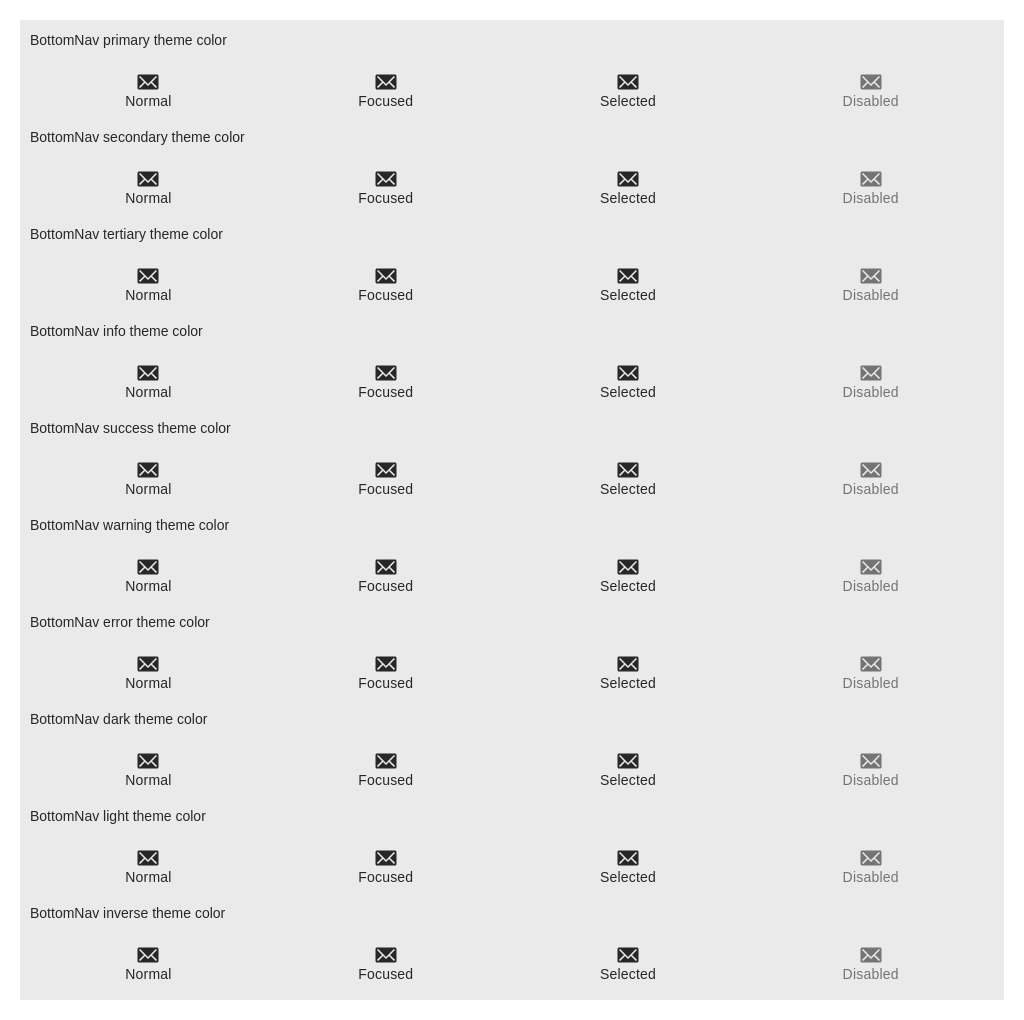 BottomNav primary theme color
Normal Focused Selected Disabled
BottomNav secondary theme color
Normal Focused Selected Disabled
BottomNav tertiary theme color
Normal Focused Selected Disabled
BottomNav info theme color
Normal Focused Selected Disabled
BottomNav success theme color
Normal Focused Selected Disabled
BottomNav warning theme color
Normal Focused Selected Disabled
BottomNav error theme color
Normal Focused Selected Disabled
BottomNav dark theme color
Normal Focused Selected Disabled
BottomNav light theme color
Normal Focused Selected Disabled
BottomNav inverse theme color
Normal Focused Selected Disabled